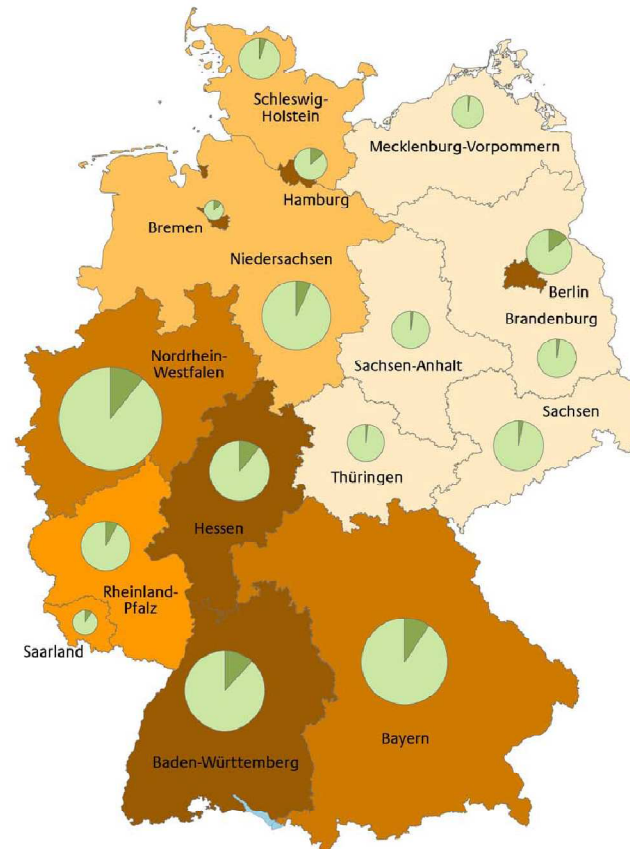 Schleswig-
Holstein
Mecklenburg-Vorpommern
Hamburg
Bremen
Niedersachsen
Berlin
Brandenburg
Nordrhein-
Westfalen
Sachsen-Anhalt
Sachsen
Thüringen
Hessen
Rheinland-
Pfalz
Saarland
Bayern
Baden-Württemberg